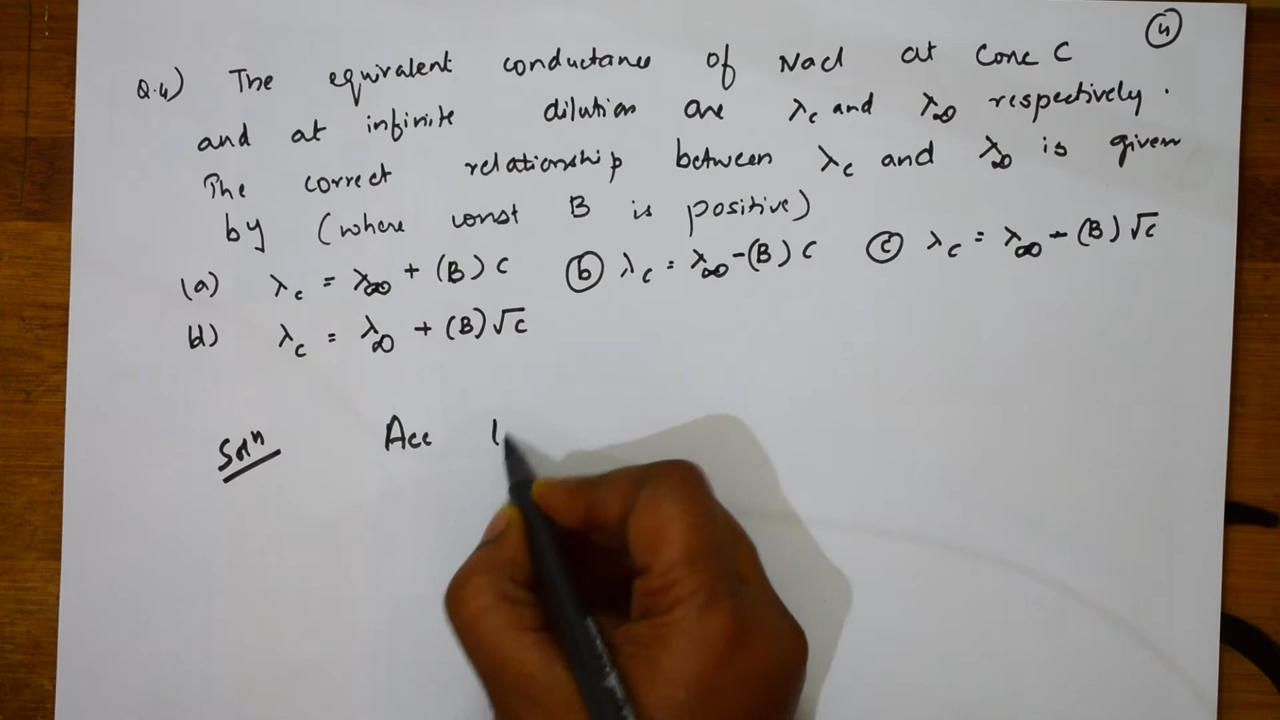 4
Q.4) The equivalent conductance of Nacl at Conc C
and at infinite dilution are λc and λ∞ respectively.
The correct relationship between λc and λ∞ is given
by (where const B is positive)
(a) λc = λ∞ + (B) C (b) λc = λ∞ - (B) C (c) λc = λ∞ - (B) √c
d) λc = λ∞ + (B) √c
Solⁿ Acc